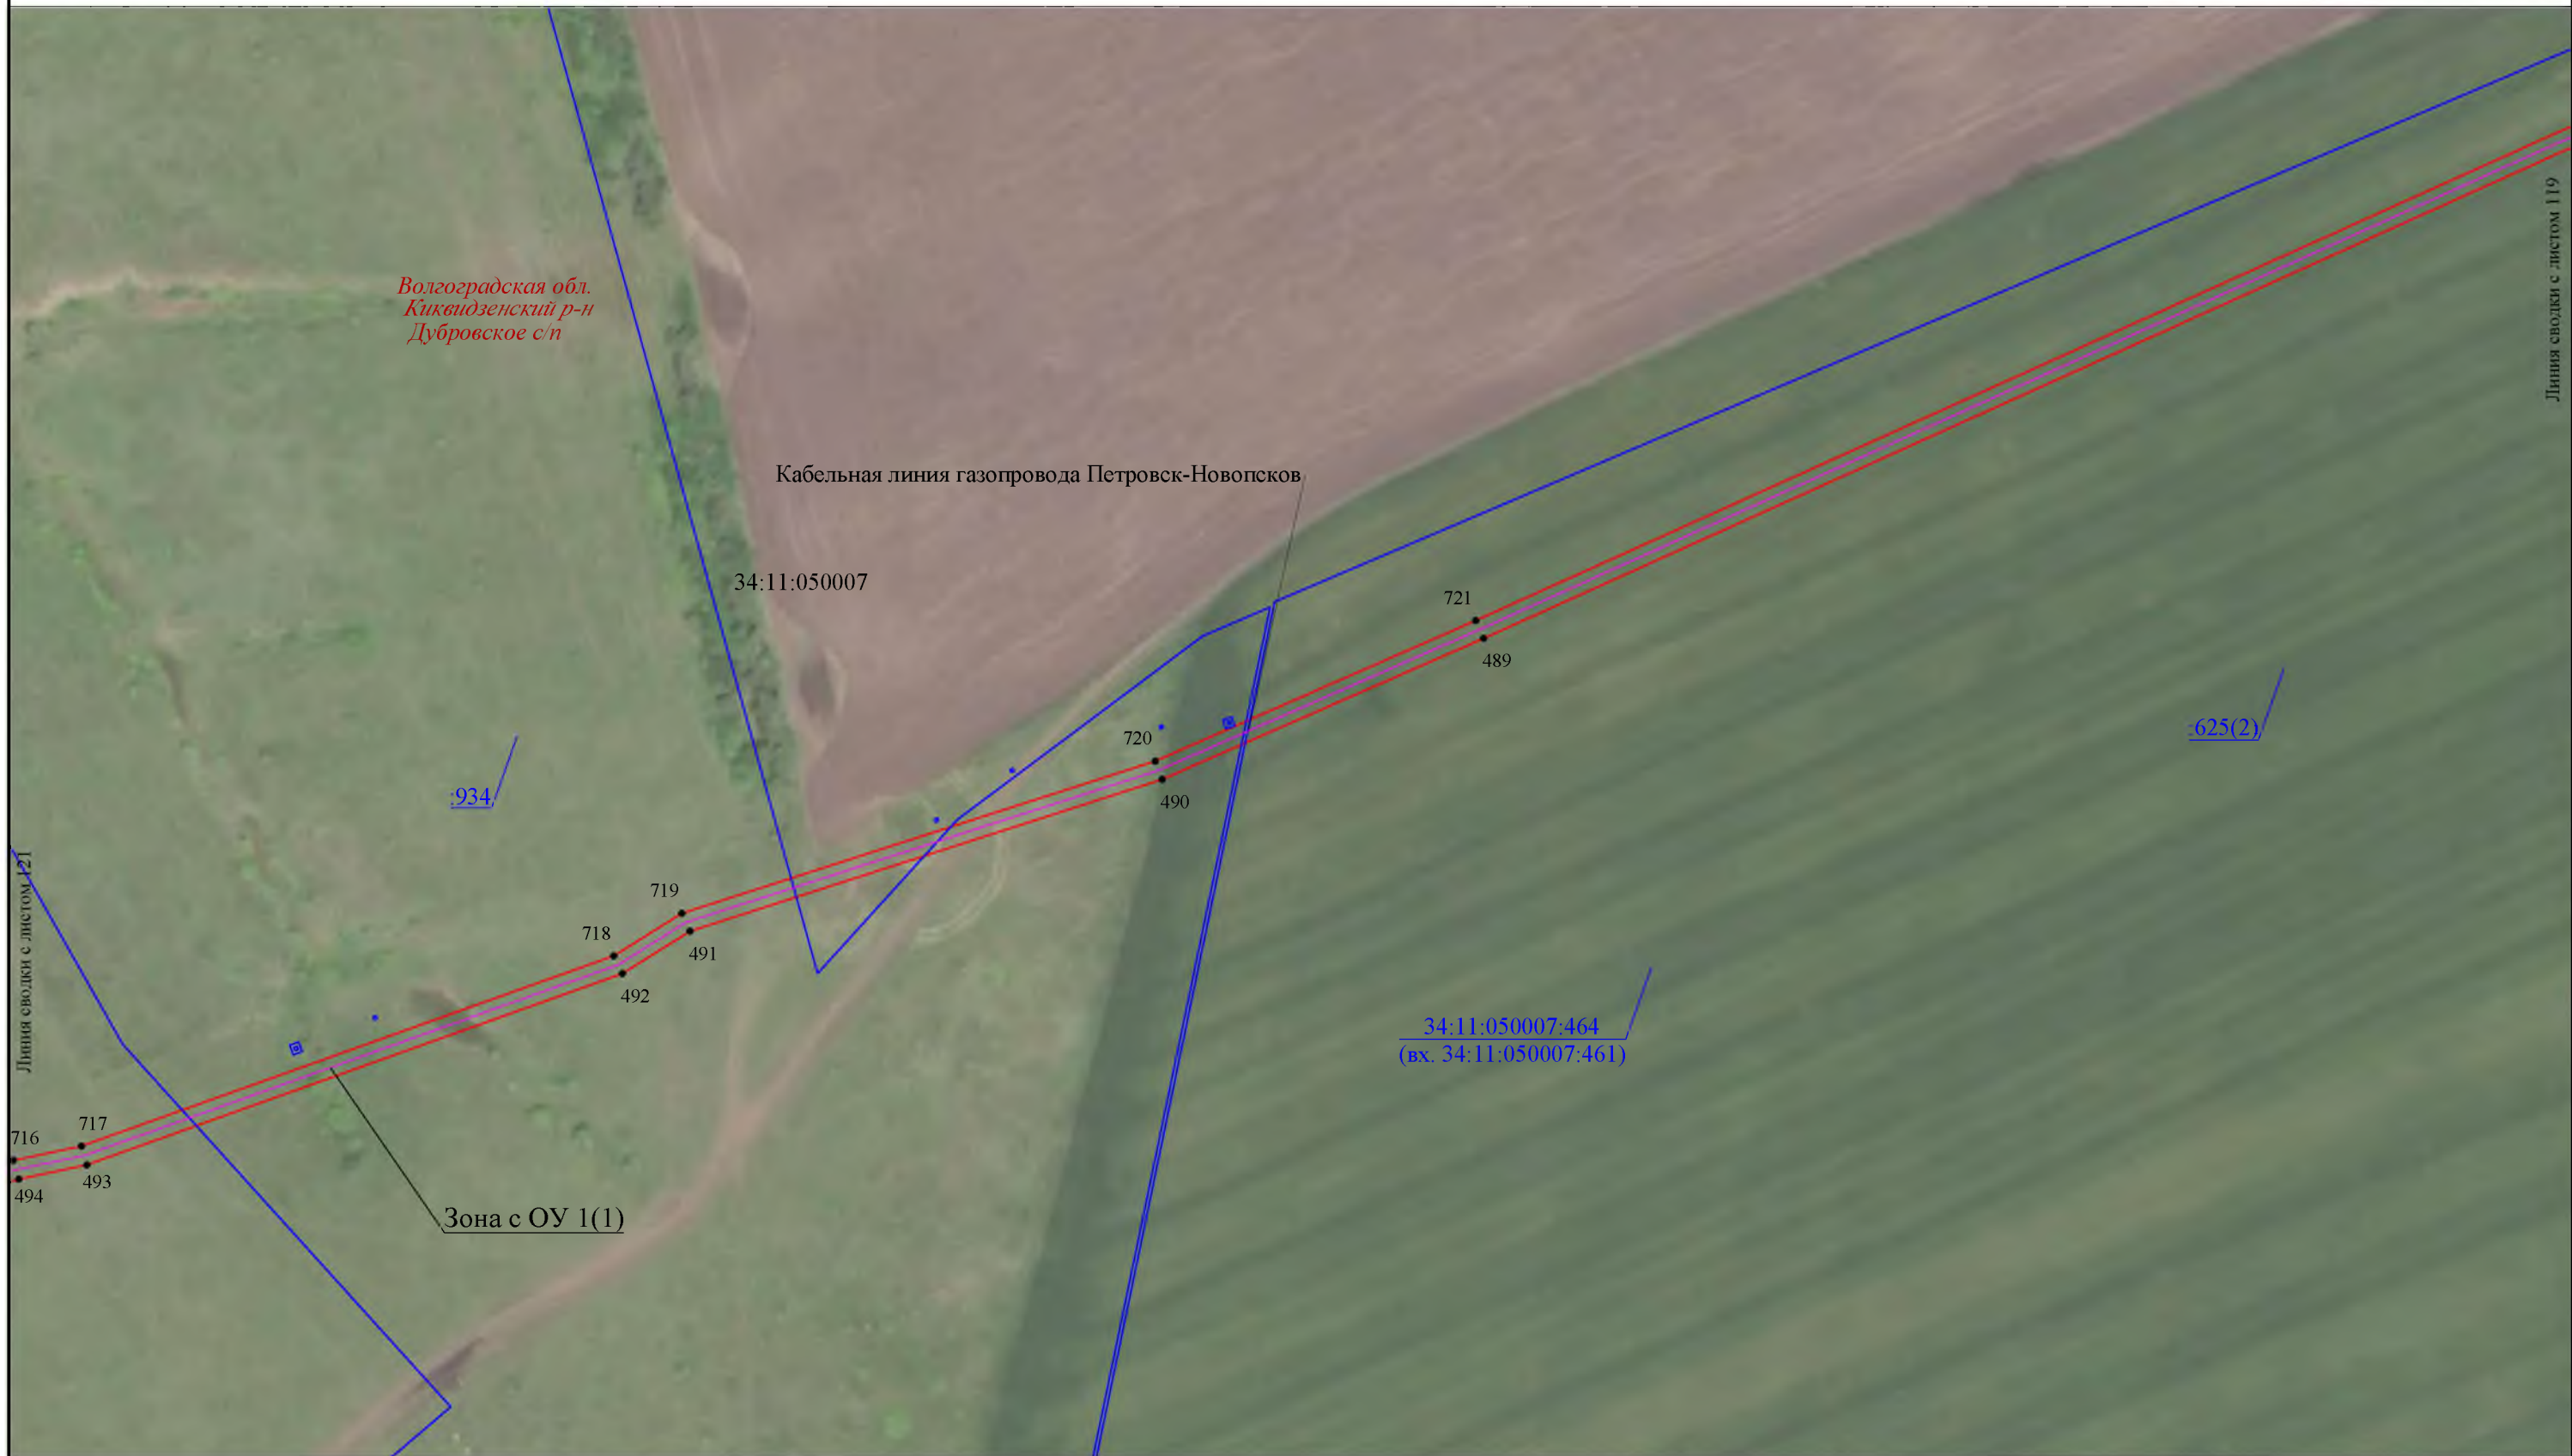 Линия сводки с листом 119
Волгоградская обл.
Киквидзенский р-н
Дубровское с/п
Кабельная линия газопровода Петровск-Новопсков
34:11:050007
721
489
:625(2)
720
490
:934
Линия сводки с листом 121
719
718
491
492
34:11:050007:464
(вх. 34:11:050007:461)
717
716
493
494
Зона с ОУ 1(1)